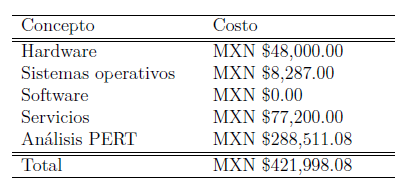 Concepto Costo
Hardware MXN $48,000.00
Sistemas operativos MXN $8,287.00
Software MXN $0.00
Servicios MXN $77,200.00
Análisis PERT MXN $288,511.08
Total MXN $421,998.08